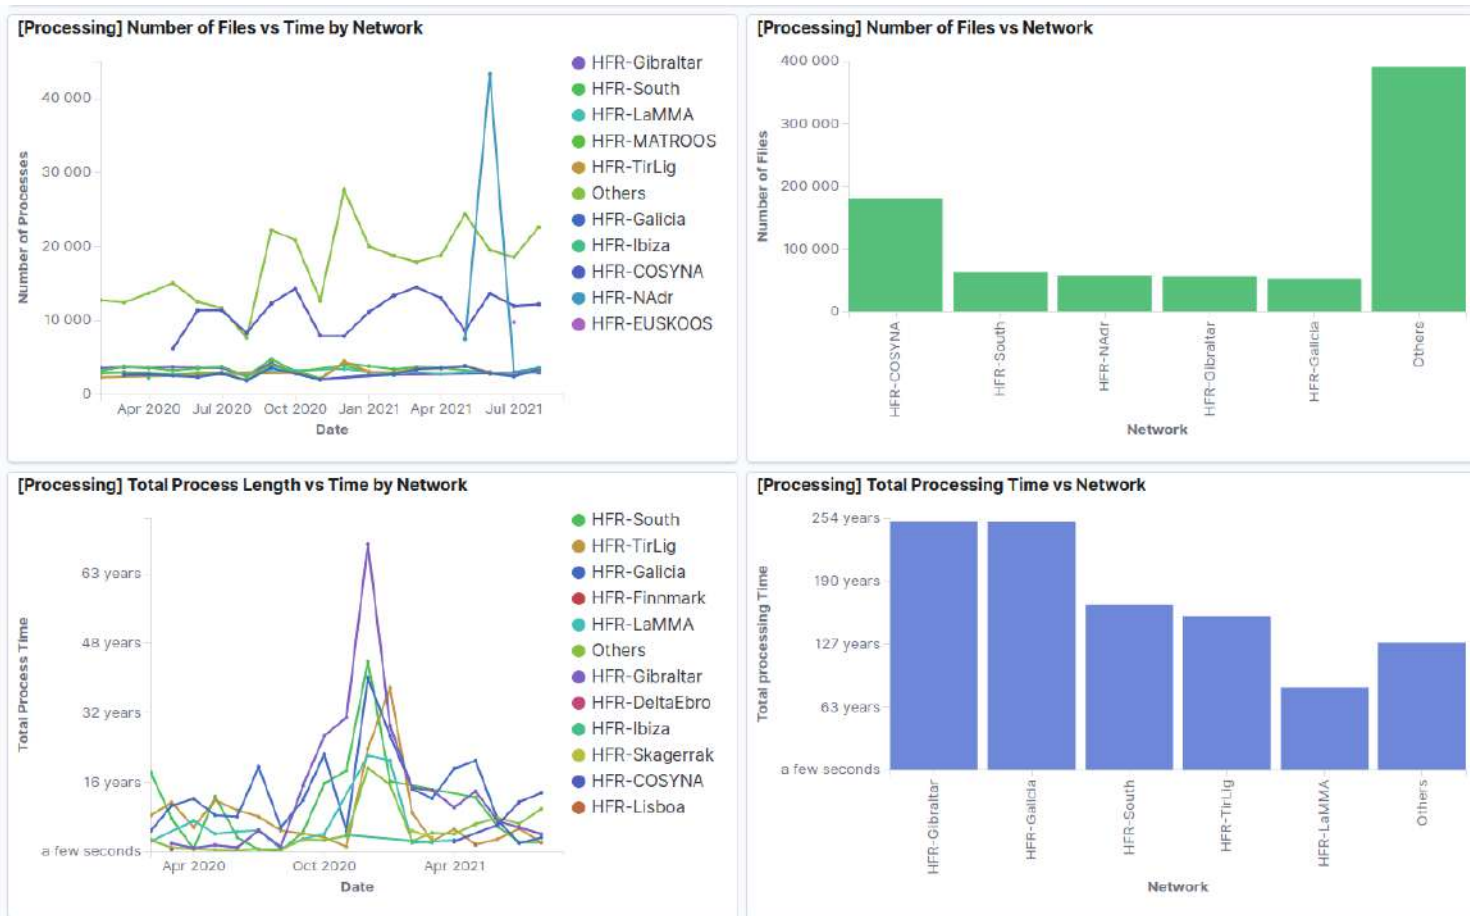 [Processing] Number of Files vs Time by Network
40 000
30 000
20 000
10 000
0
Number of Processes
Apr 2020 Jul 2020 Oct 2020 Jan 2021 Apr 2021 Jul 2021
Date
HFR-Gibraltar
HFR-South
HFR-LaMMA
HFR-MATROOS
HFR-TirLig
Others
HFR-Galicia
HFR-Ibiza
HFR-COSYNA
HFR-NAdr
HFR-EUSKOOS
[Processing] Number of Files vs Network
400 000
300 000
200 000
100 000
0
Number of Files
HFR-COSYNA
HFR-South
HFR-NAdr
HFR-Gibraltar
HFR-Galicia
Others
Network
[Processing] Total Process Length vs Time by Network
63 years
48 years
32 years
16 years
a few seconds
Total Process Time
Apr 2020 Oct 2020 Apr 2021
Date
HFR-South
HFR-TirLig
HFR-Galicia
HFR-Finnmark
HFR-LaMMA
Others
HFR-Gibraltar
HFR-DeltaEbro
HFR-Ibiza
HFR-Skagerrak
HFR-COSYNA
HFR-Lisboa
[Processing] Total Processing Time vs Network
254 years
190 years
127 years
63 years
a few seconds
Total processing Time
HFR-Gibraltar
HFR-Galicia
HFR-South
HFR-TirLig
HFR-LaMMA
Others
Network